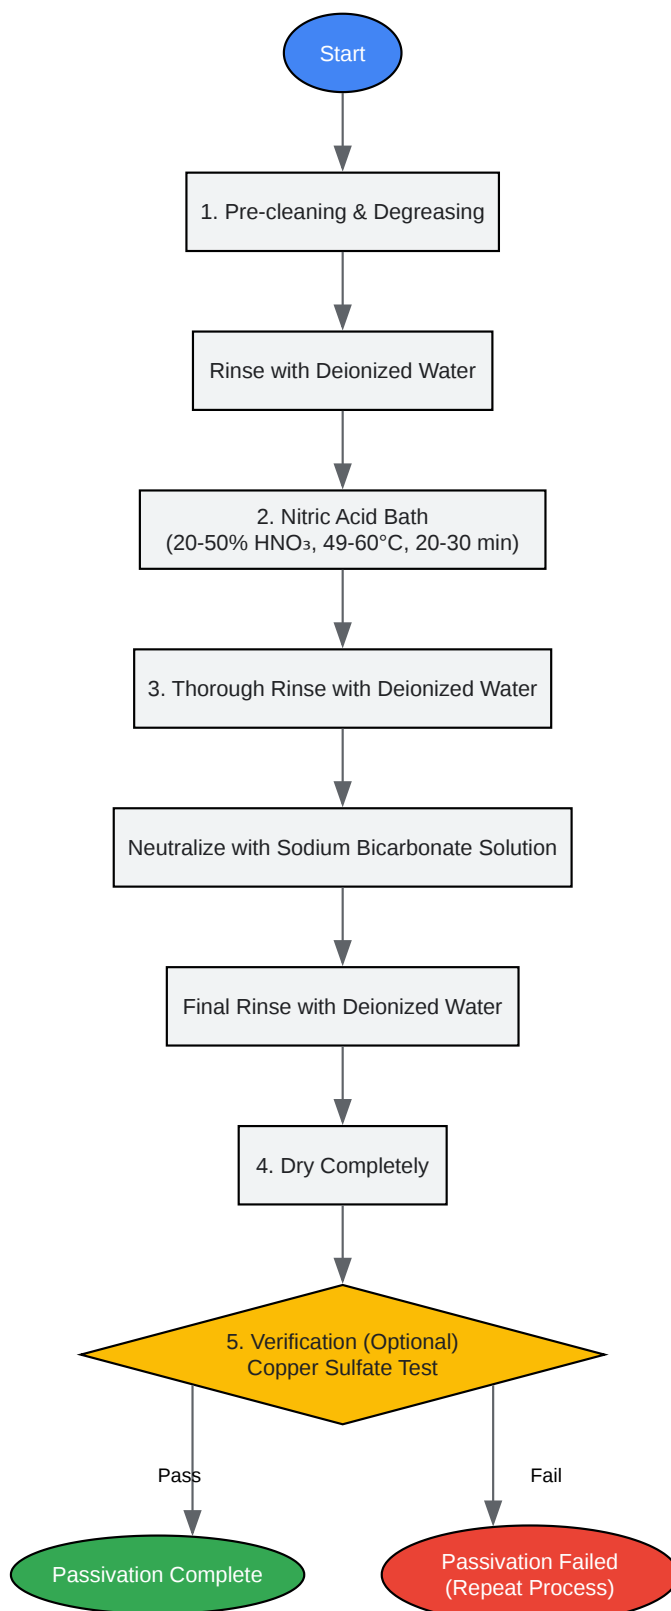 Start
1. Pre-cleaning & Degreasing
Rinse with Deionized Water
2. Nitric Acid Bath
(20-50% HNO₃, 49-60°C, 20-30 min)
3. Thorough Rinse with Deionized Water
Neutralize with Sodium Bicarbonate Solution
Final Rinse with Deionized Water
4. Dry Completely
5. Verification (Optional)
Copper Sulfate Test
Pass
Fail
Passivation Complete
Passivation Failed
(Repeat Process)